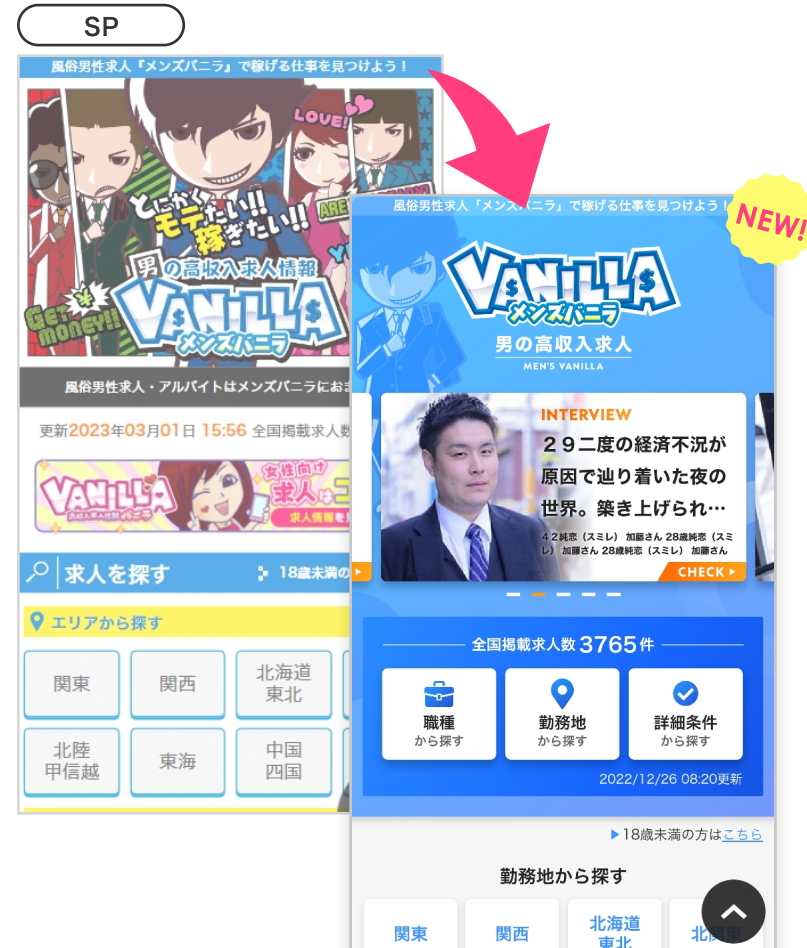 SP
風俗男性求人『メンズバニラ』で稼げる仕事を見つけよう！
LOVE!
とにかく
モテたい!!
稼ぎたい!!
GET
MONEY!!
男の高収入求人情報
VANILLA
メンズバニラ
風俗男性求人・アルバイトはメンズバニラにおま
更新2023年03月01日 15:56 全国掲載求人数
VANILLA
高収入求人情報 バニラ
女性向け
求人は
求人情報を見
求人を探す
18歳未満の
エリアから探す
関東
関西
北海道
東北
北陸
甲信越
東海
中国
四国
NEW!
風俗男性求人「メンズバニラ」で稼げる仕事を見つけよう！
VANILLA
メンズバニラ
男の高収入求人
MEN'S VANILLA
INTERVIEW
２９二度の経済不況が
原因で辿り着いた夜の
世界。築き上げられ…
４２純恋（スミレ） 加藤さん 28歳純恋（スミ
レ） 加藤さん 28歳純恋（スミレ） 加藤さん
CHECK
全国掲載求人数 3765 件
職種
から探す
勤務地
から探す
詳細条件
から探す
2022/12/26 08:20更新
18歳未満の方はこちら
勤務地から探す
関東
関西
北海道
東北
北関東